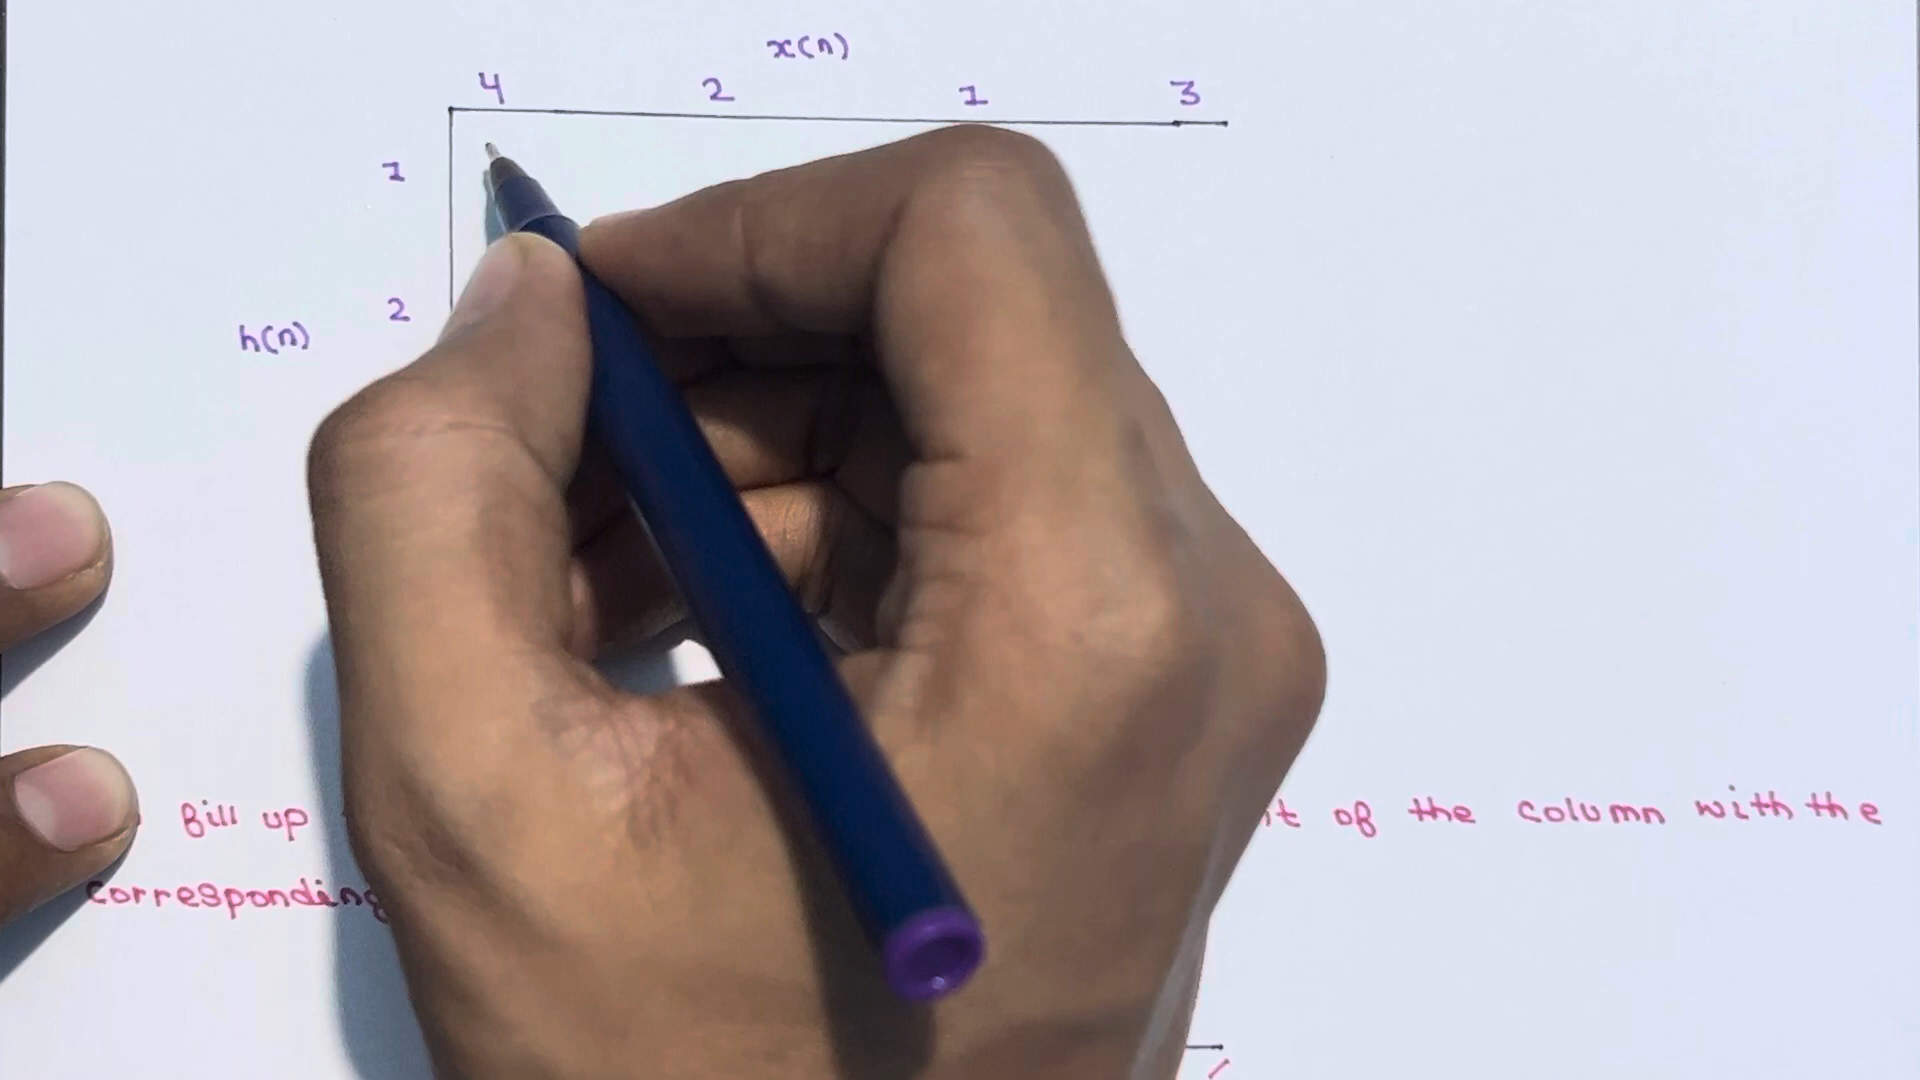 x(n)
4 2 1 3
1
2
h(n)
fill up of the column with the
corresponding